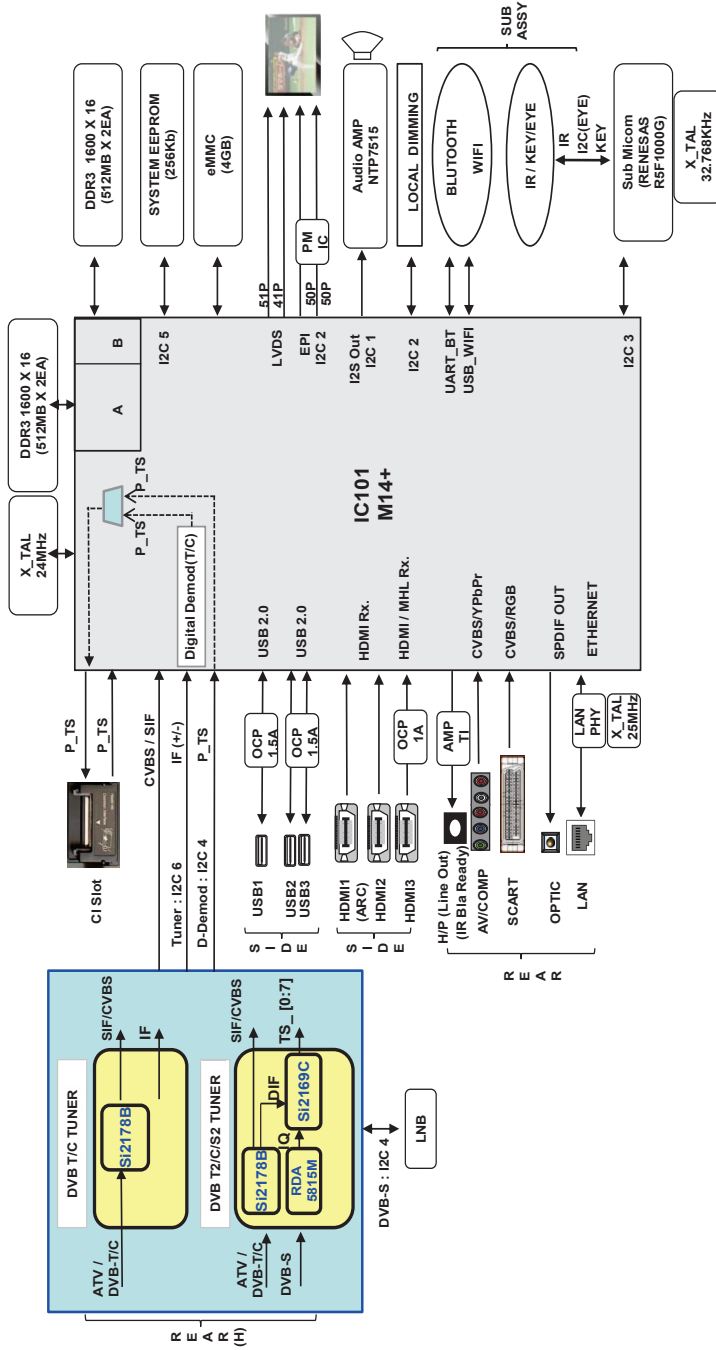 R E A R (H)
ATV /
DVB-T/C
DVB T/C TUNER
Si2178B
SIF/CVBS
IF
DVB T2/C/S2 TUNER
ATV /
DVB-T/C
DVB-S
Si2178B
DIF
Si2169C
IQ
RDA
5815M
SIF/CVBS
TS_ [0:7]
DVB-S : I2C 4
LNB
CI Slot
P_TS
P_TS
CVBS / SIF
Tuner : I2C 6
IF (+/-)
D-Demod : I2C 4
P_TS
S I D E
USB1
USB2
USB3
OCP
1.5A
OCP
1.5A
USB 2.0
USB 2.0
S I D E
HDMI1
(ARC)
HDMI2
HDMI3
OCP
1A
HDMI Rx.
HDMI / MHL Rx.
R E A R
H/P (Line Out)
(IR Bla Ready)
AV/COMP
SCART
OPTIC
LAN
AMP
TI
CVBS/YPbPr
CVBS/RGB
SPDIF OUT
ETHERNET
LAN
PHY
X_TAL
25MHz
X_TAL
24MHz
DDR3 1600 X 16
(512MB X 2EA)
A
B
P_TS
P_TS
Digital Demod(T/C)
IC101
M14+
I2C 5
LVDS
EPI
I2C 2
I2S Out
I2C 1
I2C 2
UART_BT
USB_WIFI
I2C 3
DDR3 1600 X 16
(512MB X 2EA)
SYSTEM EEPROM
(256Kb)
eMMC
(4GB)
51P
41P
50P
50P
PM
IC
Audio AMP
NTP7515
LOCAL DIMMING
BLUTOOTH
WIFI
IR / KEY/EYE
SUB
ASSY
IR
I2C(EYE)
KEY
Sub Micom
(RENESAS
R5F1000G)
X_TAL
32.768KHz